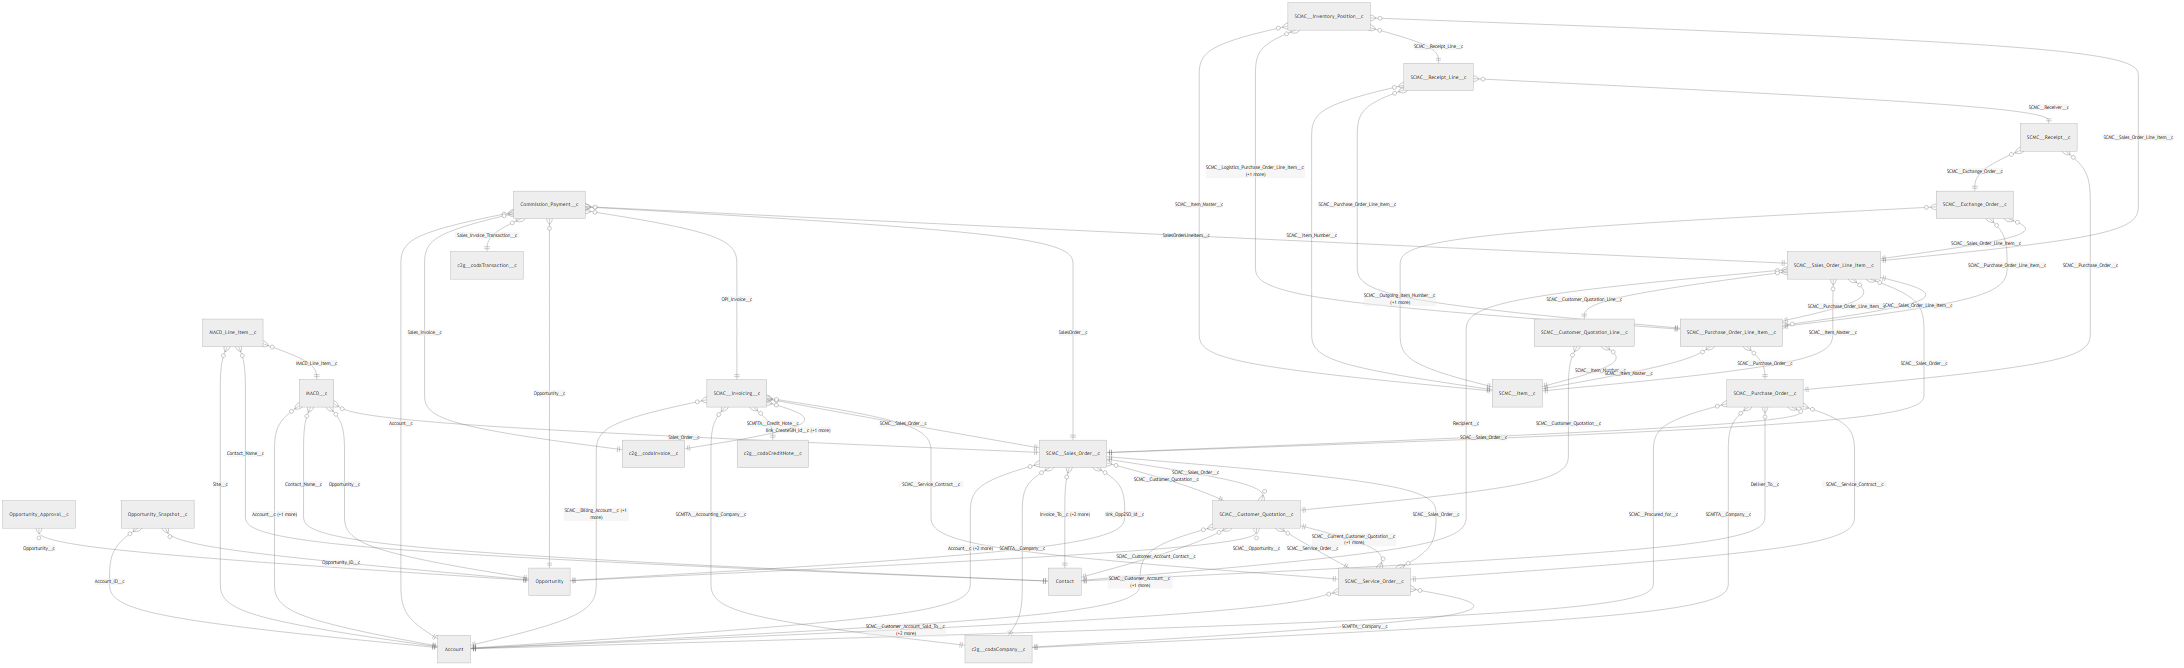 SCMC__Inventory_Position__c
SCMC__Receipt_Line__c
SCMC__Receipt_Line__c
SCMC__Receiver__c
SCMC__Receipt__c
SCMC__Sales_Order_Line_Item__c
SCMC__Logistics_Purchase_Order_Line_Item__c
(+1 more)
SCMC__Exchange_Order__c
SCMC__Item_Master__c
SCMC__Purchase_Order_Line_Item__c
Commission_Payment__c
SCMC__Exchange_Order__c
Sales_Invoice_Transaction__c
SalesOrderLineItem__c
SCMC__Item_Number__c
SCMC__Sales_Order_Line_Item__c
c2g__codaTransaction__c
SCMC__Sales_Order_Line_Item__c
SCMC__Purchase_Order_Line_Item__c
SCMC__Purchase_Order__c
OPI_Invoice__c
SCMC__Outgoing_Item_Number__c
(+1 more)
SCMC__Customer_Quotation_Line__c
SCMC__Purchase_Order_Line_Item__c
SCMC__Sales_Order_Line_Item__c
MACD_Line_Item__c
Sales_Invoice__c
SalesOrder__c
SCMC__Customer_Quotation_Line__c
SCMC__Purchase_Order_Line_Item__c
SCMC__Item_Master__c
MACD_Line_Item__c
SCMC__Purchase_Order__c
SCMC__Sales_Order__c
SCMC__Item_Number__c
SCMC__Item_Master__c
MACD__c
Opportunity__c
SCMC__Invoicing__c
SCMC__Item__c
SCMC__Purchase_Order__c
Account__c
SCMFFA__Credit_Note__c
SCMC__Sales_Order__c
link_CreateSIN_Id__c (+1 more)
Recipient__c
SCMC__Customer_Quotation__c
Sales_Order__c
SCMC__Sales_Order__c
Contact_Name__c
c2g__codaInvoice__c
c2g__codaCreditNote__c
SCMC__Sales_Order__c
SCMC__Sales_Order__c
SCMC__Customer_Quotation__c
Site__c
Contact_Name__c
Opportunity__c
SCMC__Service_Contract__c
Deliver_To__c
SCMC__Service_Contract__c
Opportunity_Approval__c
Opportunity_Snapshot__c
Account__c (+1 more)
SCMC__Billing_Account__c (+1
more)
SCMFFA__Accounting_Company__c
Invoice_To__c (+2 more)
link_Opp2SO_Id__c
SCMC__Customer_Quotation__c
SCMC__Sales_Order__c
SCMC__Procured_for__c
SCMFFA__Company__c
Opportunity__c
Account__c (+2 more)
SCMFFA__Company__c
SCMC__Opportunity__c
SCMC__Service_Order__c
SCMC__Current_Customer_Quotation__c
(+1 more)
Opportunity_ID__c
SCMC__Customer_Account_Contact__c
Account_ID__c
Opportunity
Contact
SCMC__Customer_Account__c
(+1 more)
SCMC__Service_Order__c
SCMC__Customer_Account_Sold_To__c
(+2 more)
SCMFFA__Company__c
Account
c2g__codaCompany__c